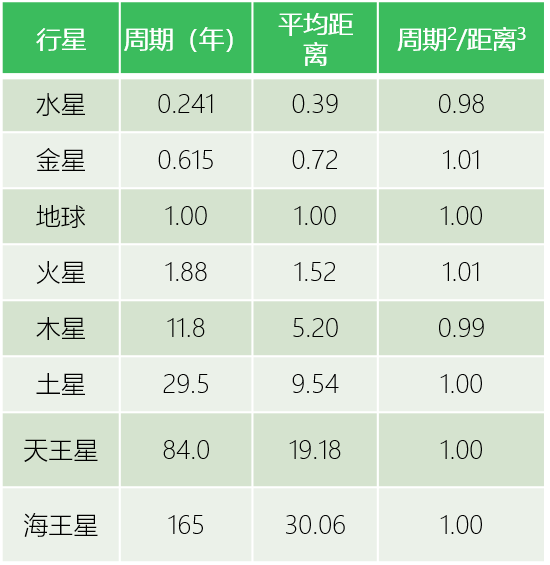 行星 周期（年） 平均距离 周期²/距离³
水星 0.241 0.39 0.98
金星 0.615 0.72 1.01
地球 1.00 1.00 1.00
火星 1.88 1.52 1.01
木星 11.8 5.20 0.99
土星 29.5 9.54 1.00
天王星 84.0 19.18 1.00
海王星 165 30.06 1.00